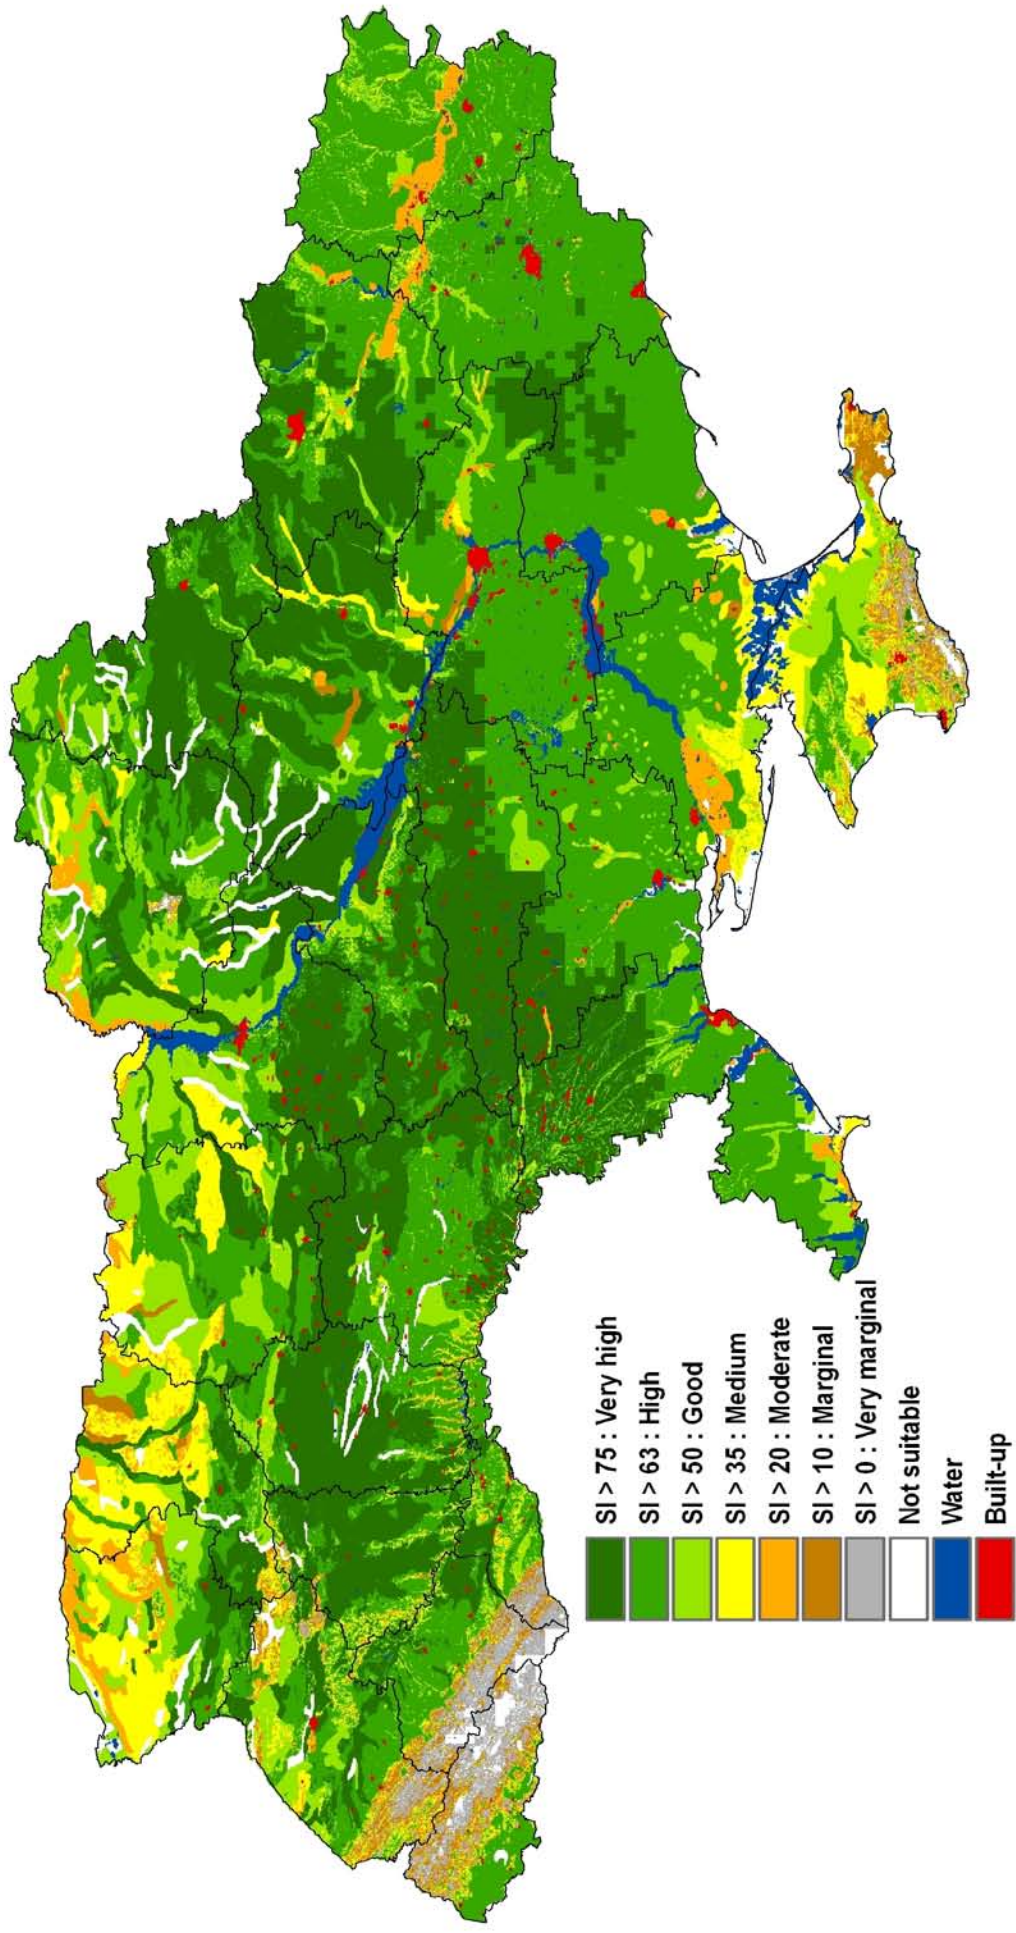 SI > 75 : Very high
SI > 63 : High
SI > 50 : Good
SI > 35 : Medium
SI > 20 : Moderate
SI > 10 : Marginal
SI > 0 : Very marginal
Not suitable
Water
Built-up